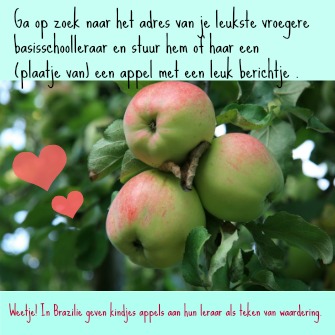 Ga op zoek naar het adres van je leukste vroegere
basisschoolleraar en stuur hem of haar een
(plaatje van) een appel met een leuk berichtje .
Weetje! In Brazilie geven kindjes appels aan hun leraar als teken van waardering.